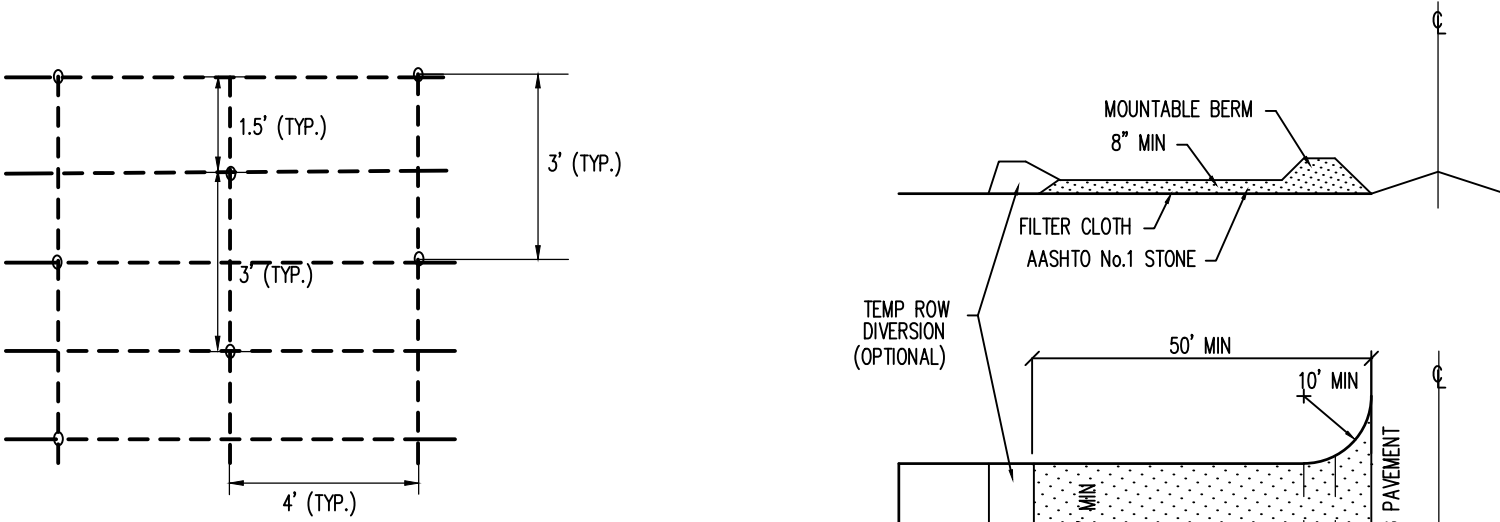 1.5' (TYP.)
3' (TYP.)
3' (TYP.)
4' (TYP.)
℄
MOUNTABLE BERM
8” MIN
FILTER CLOTH
AASHTO No.1 STONE
TEMP ROW
DIVERSION
(OPTIONAL)
50' MIN
10' MIN
℄
MIN
PAVEMENT